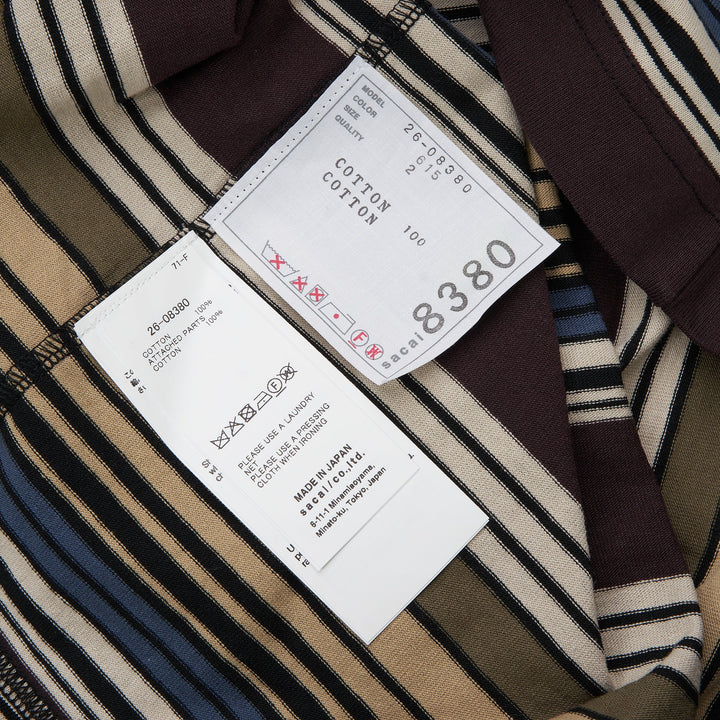 MODEL 26-08380
COLOR 615
SIZE 2
QUALITY
COTTON
COTTON 100
sacai 8380
71-F
26-08380
COTTON 100%
ATTACHED PARTS
COTTON 100%
PLEASE USE A LAUNDRY
NET
PLEASE USE A PRESSING
CLOTH WHEN IRONING
MADE IN JAPAN
sacai/co.,ltd.
6-11-1 Minamiaoyama,
Minato-ku, Tokyo, Japan